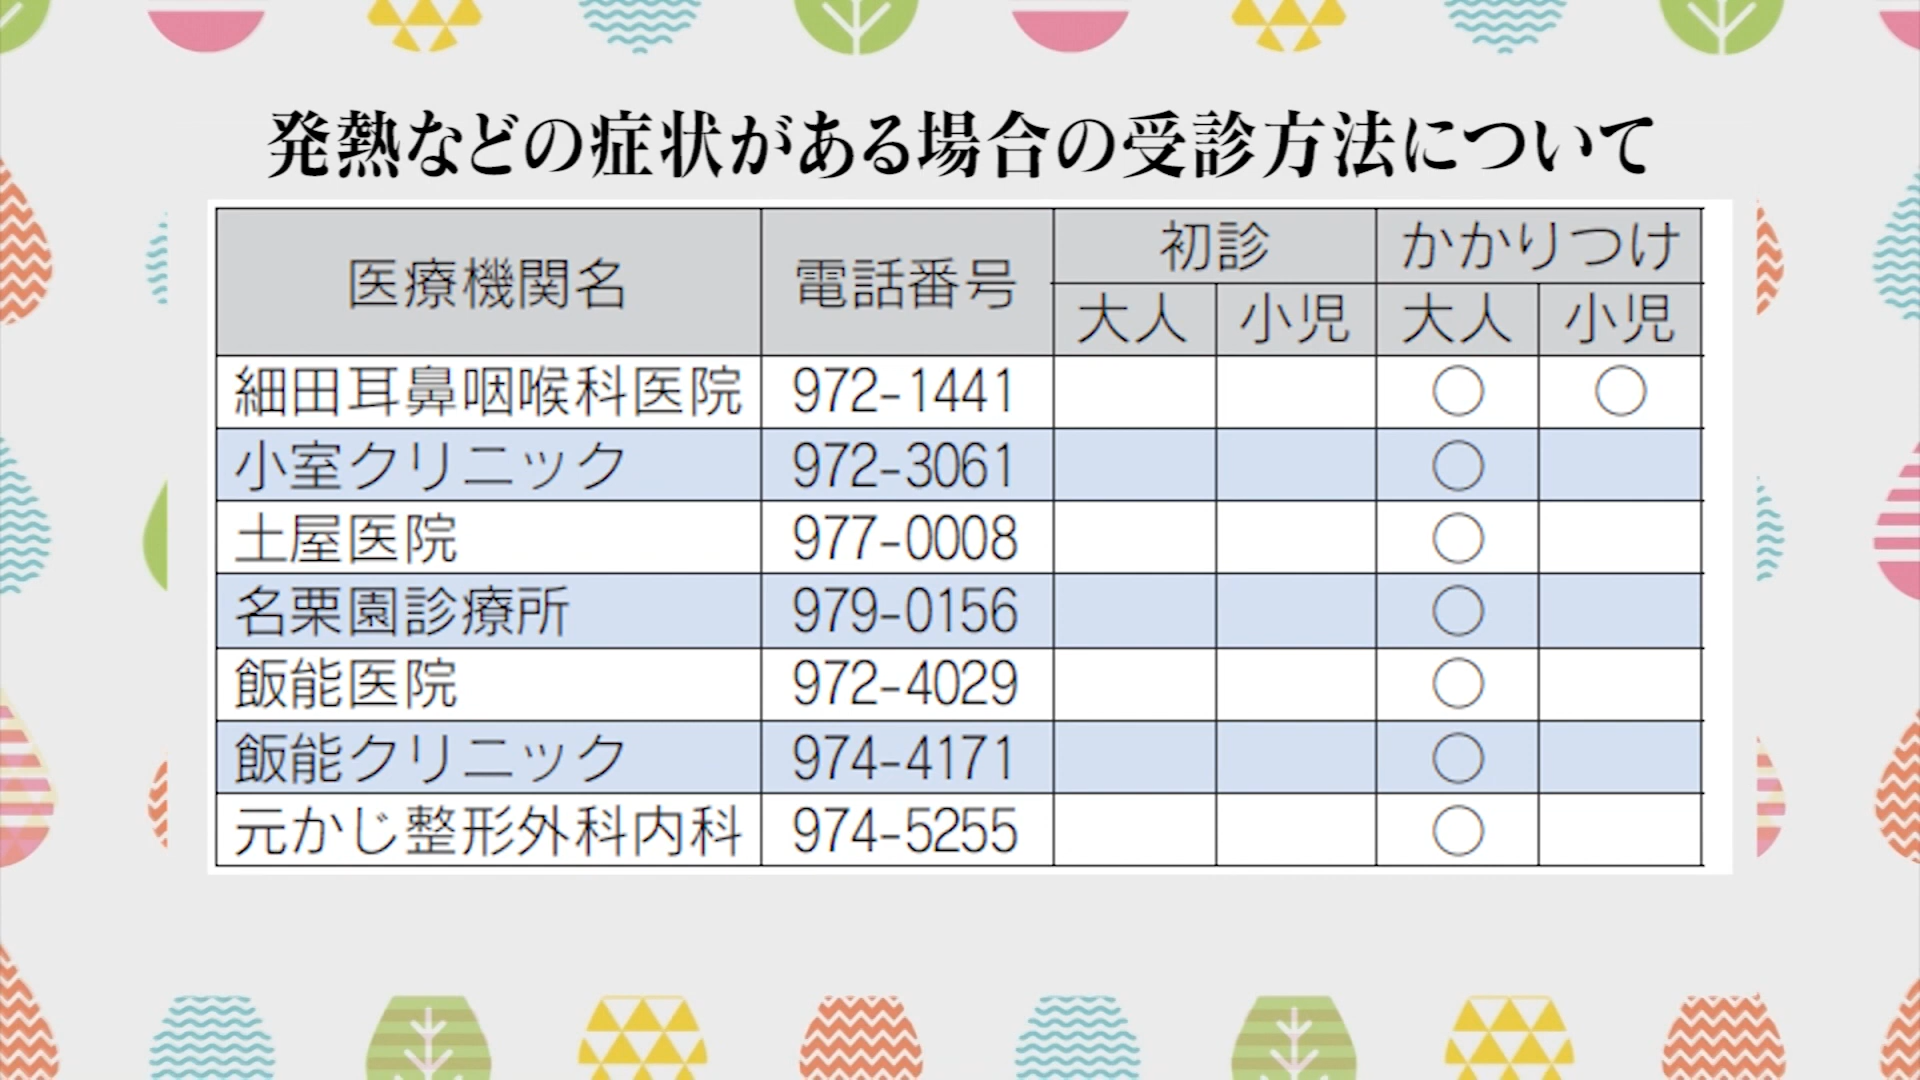 発熱などの症状がある場合の受診方法について
医療機関名 電話番号 初診 かかりつけ
大人 小児 大人 小児
細田耳鼻咽喉科医院 972-1441 ○ ○
小室クリニック 972-3061 ○
土屋医院 977-0008 ○
名栗園診療所 979-0156 ○
飯能医院 972-4029 ○
飯能クリニック 974-4171 ○
元かじ整形外科内科 974-5255 ○